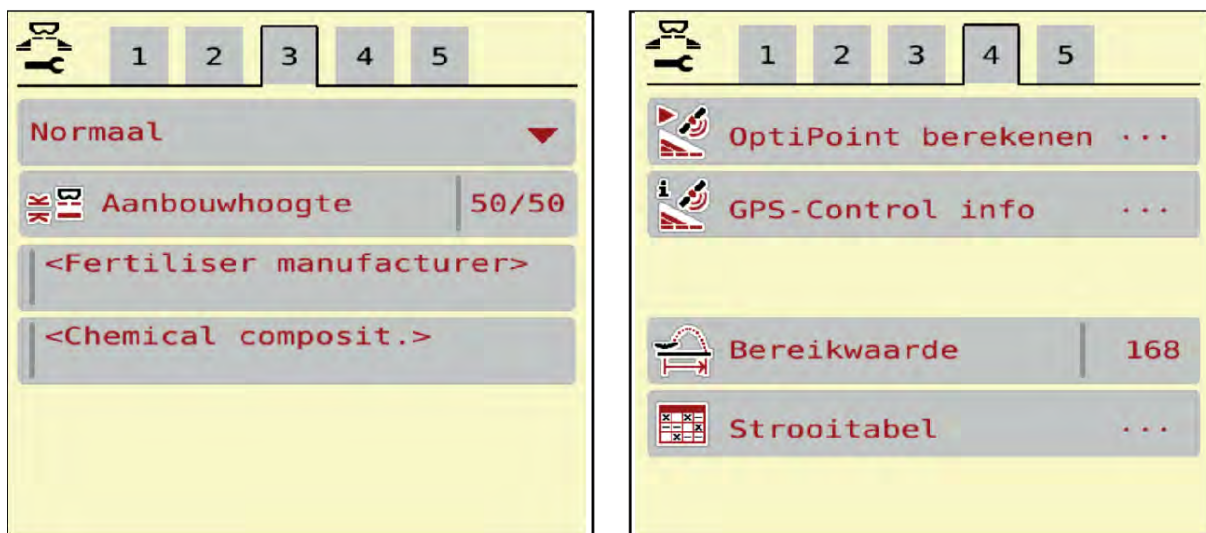 1 2 3 4 5
Normaal
Aanbouwhoogte 50/50
<Fertiliser manufacturer>
<Chemical composit.>
1 2 3 4 5
OptiPoint berekenen ...
GPS-Control info ...
Bereikwaarde 168
Strooitabel ...